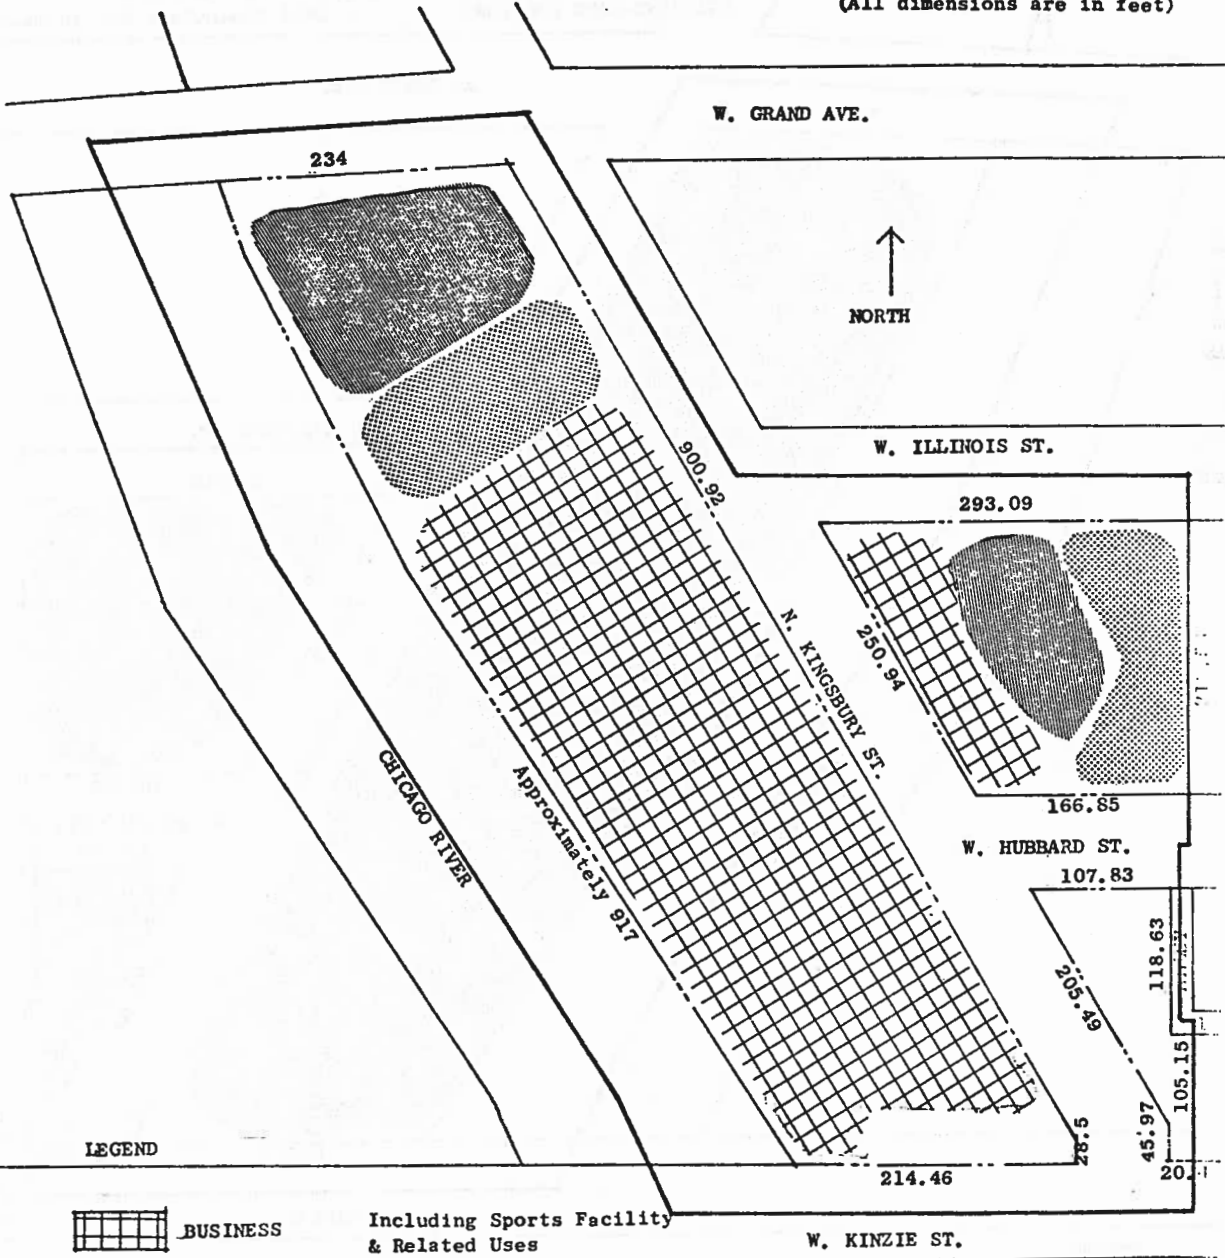 (All dimensions are in feet)
W. GRAND AVE.
234
NORTH
W. ILLINOIS ST.
900.92
293.09
N. KINGSBURY ST.
250.94
CHICAGO RIVER
Approximately 917
166.85
W. HUBBARD ST.
107.83
118.63
205.49
105.15
45.97
28.5
20.
214.46
LEGEND
BUSINESS
Including Sports Facility
& Related Uses
W. KINZIE ST.